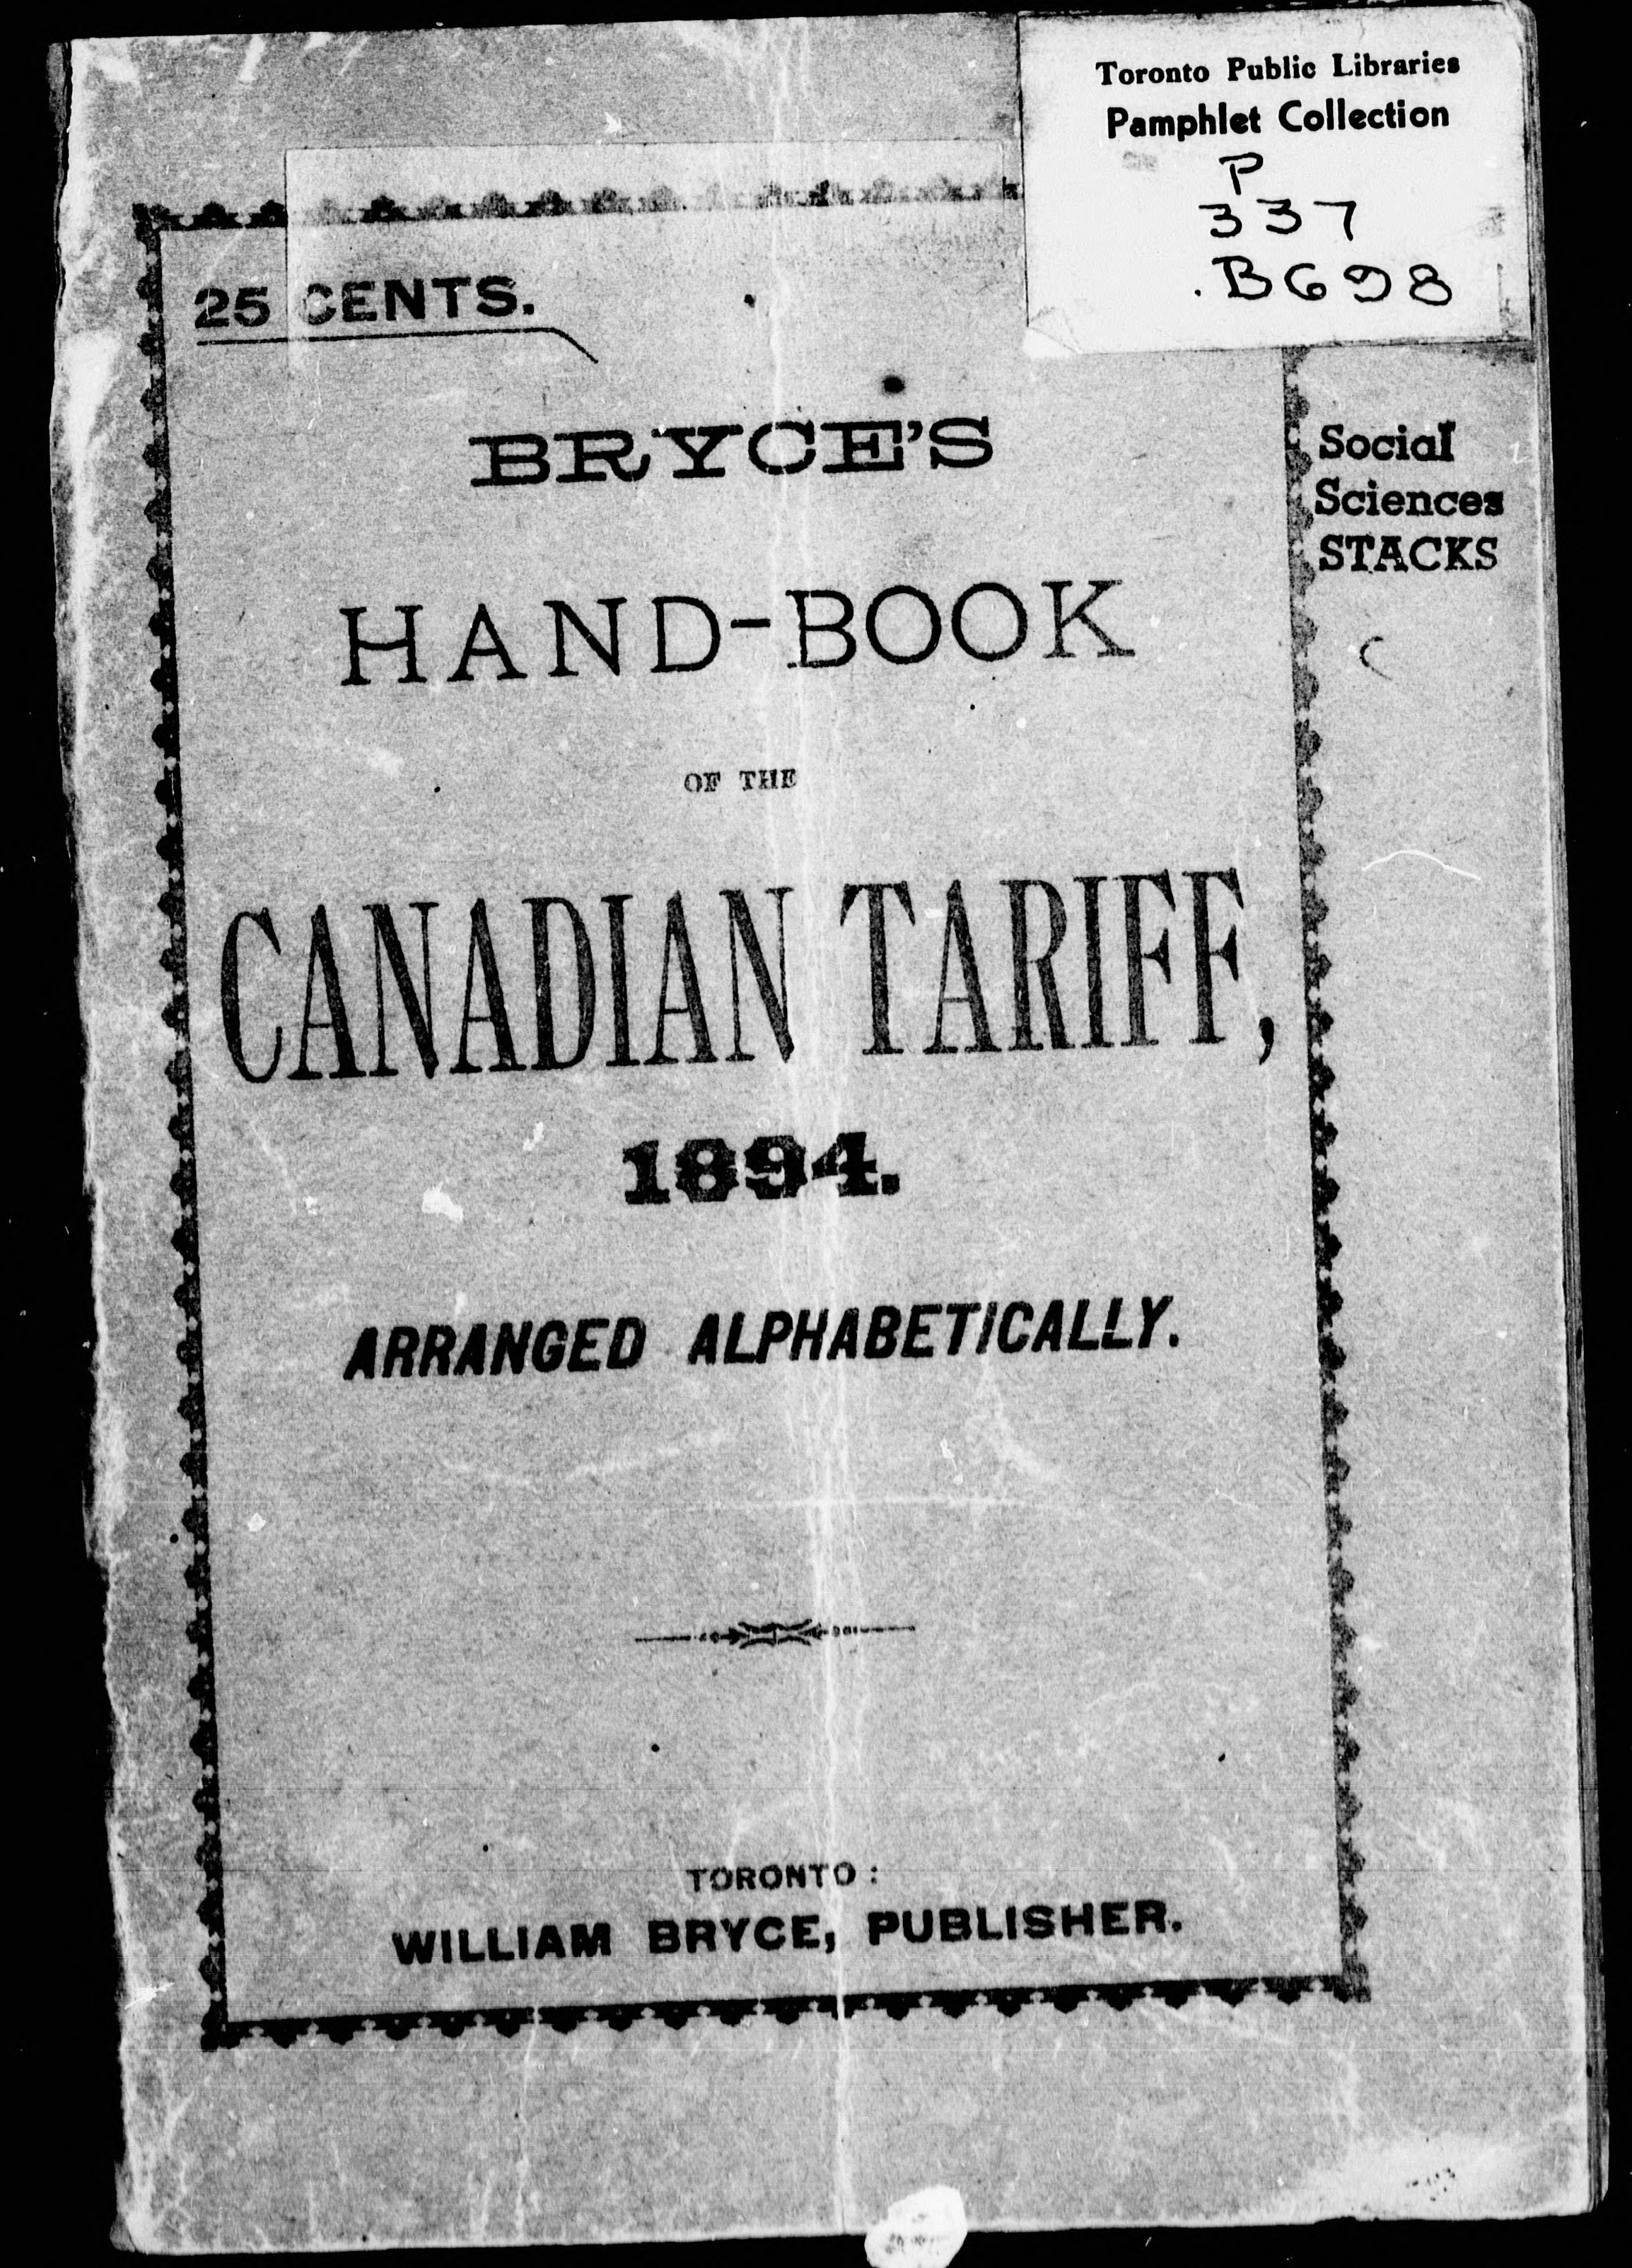 Toronto Public Libraries
Pamphlet Collection
P
337
.B698
25 CENTS.
BRYCE'S
Social
Sciences
STACKS
HAND-BOOK
OF THE
CANADIAN TARIFF,
1894.
ARRANGED ALPHABETICALLY.
TORONTO:
WILLIAM BRYCE, PUBLISHER.